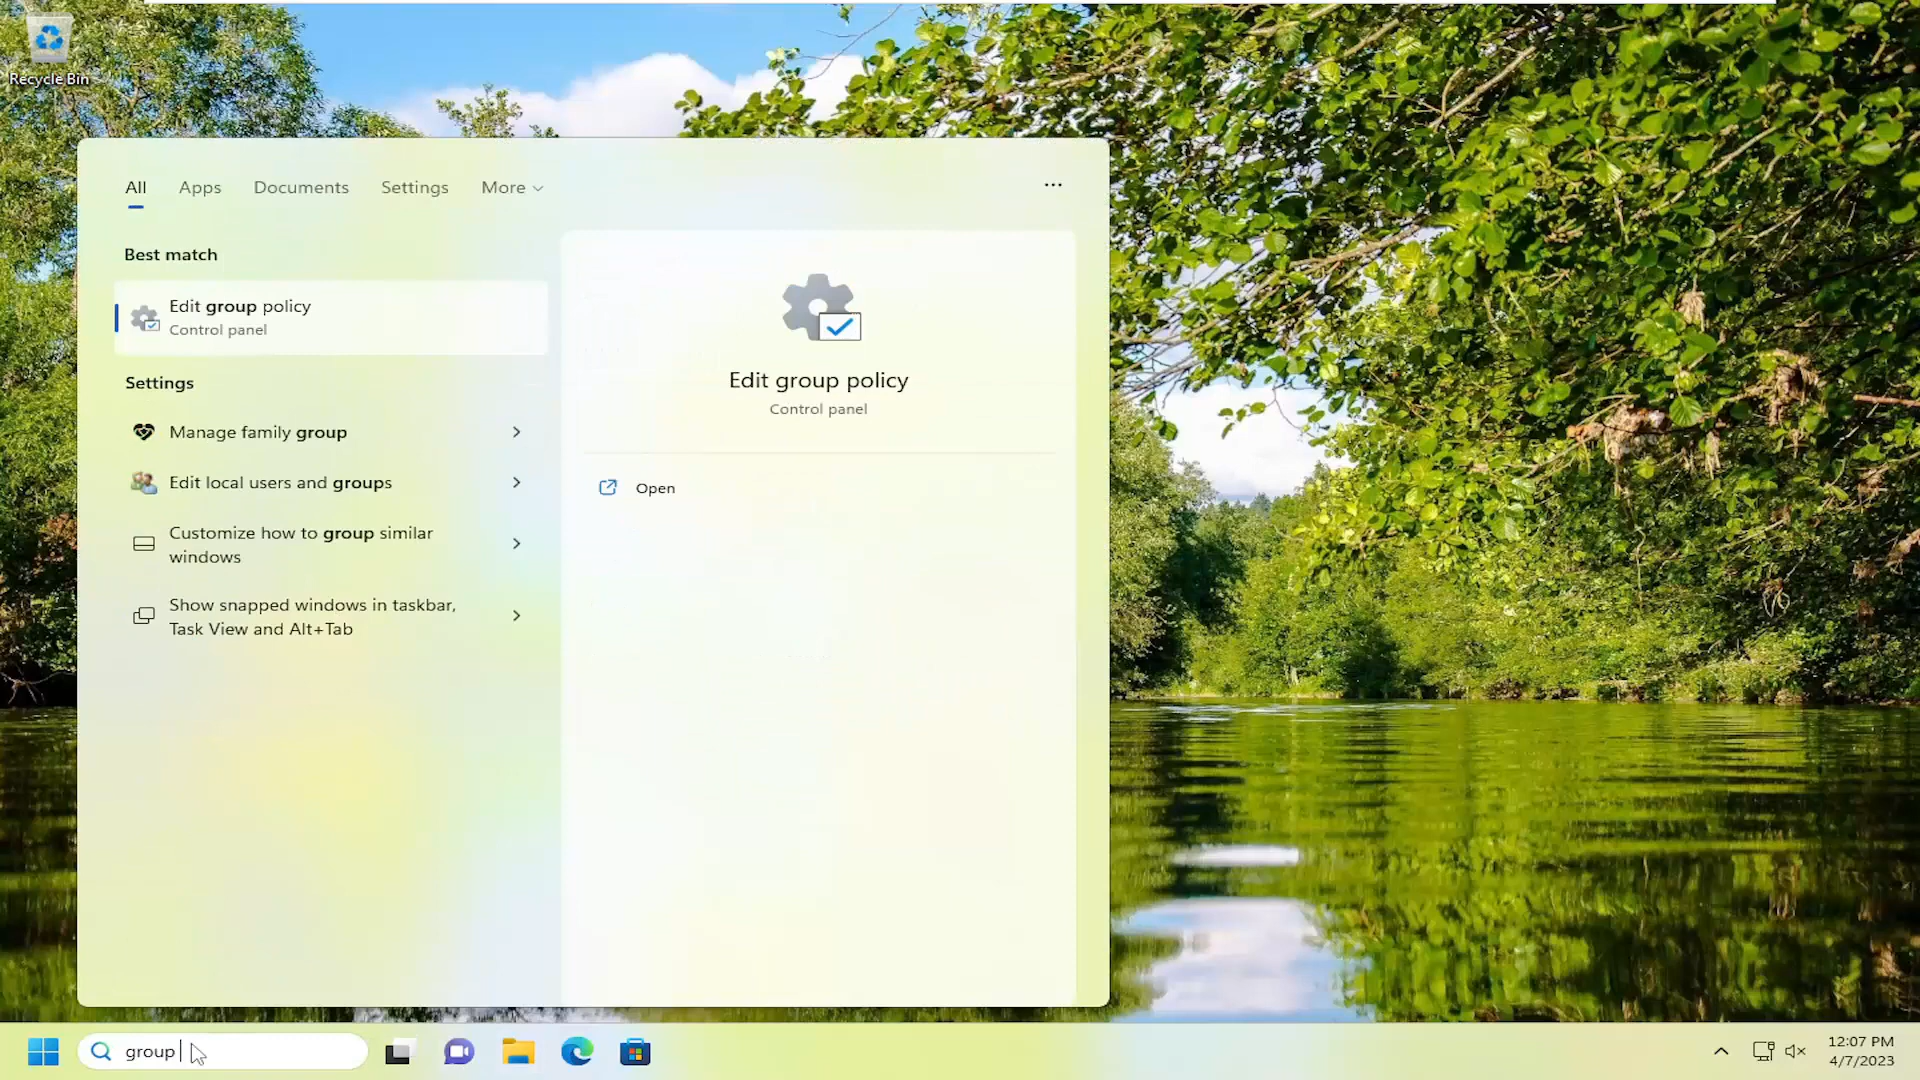 Recycle Bin
All Apps Documents Settings More
Best match
Edit group policy
Control panel
Settings
Manage family group
Edit local users and groups
Customize how to group similar
windows
Show snapped windows in taskbar,
Task View and Alt+Tab
Edit group policy
Control panel
Open
group
12:07 PM
4/7/2023